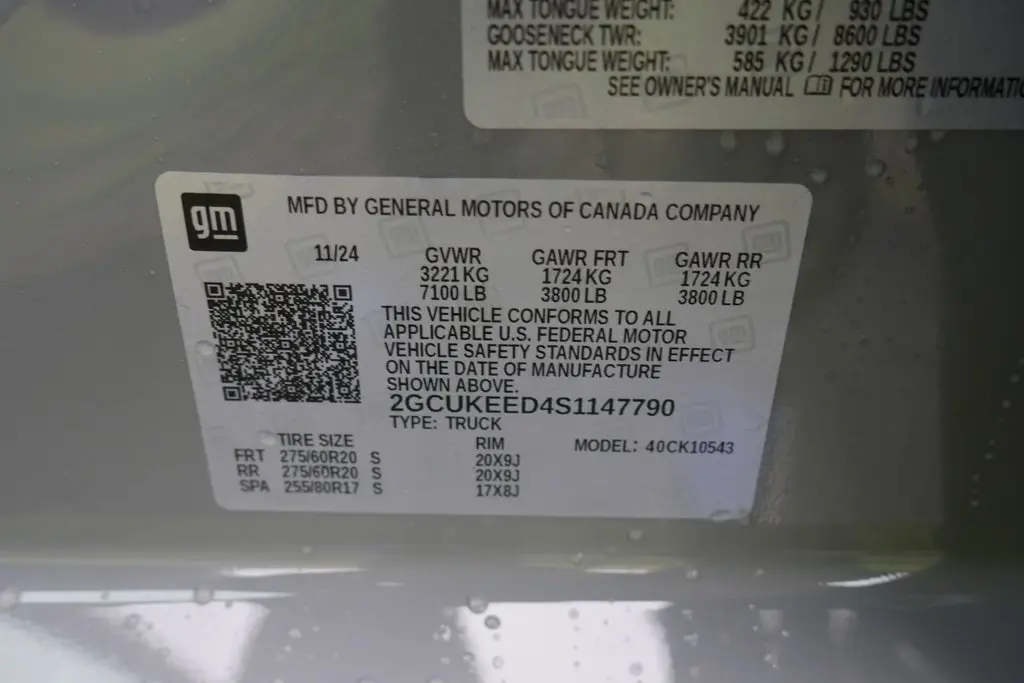 MAX TONGUE WEIGHT: 422 KG/ 930 LBS
GOOSENECK TWR: 3901 KG/ 8600 LBS
MAX TONGUE WEIGHT: 585 KG/ 1290 LBS
SEE OWNER'S MANUAL FOR MORE INFORMATIO
gm
MFD BY GENERAL MOTORS OF CANADA COMPANY
11/24 GVWR GAWR FRT GAWR RR
3221 KG 1724 KG 1724 KG
7100 LB 3800 LB 3800 LB
THIS VEHICLE CONFORMS TO ALL
APPLICABLE U.S. FEDERAL MOTOR
VEHICLE SAFETY STANDARDS IN EFFECT
ON THE DATE OF MANUFACTURE
SHOWN ABOVE.
2GCUKEED4S1147790
TYPE: TRUCK
TIRE SIZE RIM MODEL: 40CK10543
FRT 275/60R20 S 20X9J
RR 275/60R20 S 20X9J
SPA 255/80R17 S 17X8J